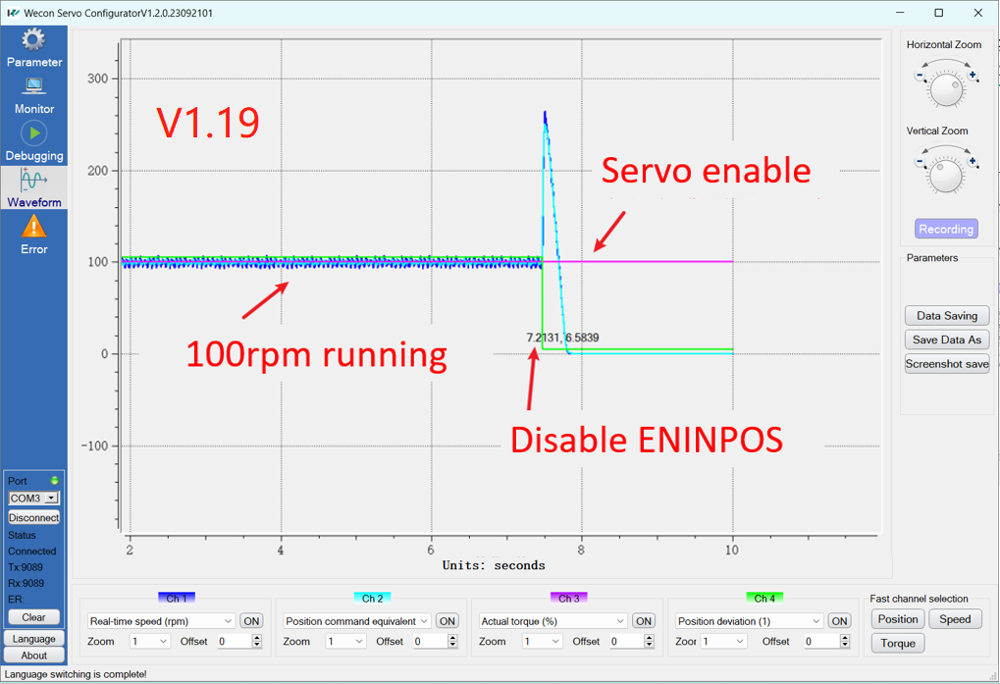 Wecon Servo ConfiguratorV1.2.0.23092101
Parameter
Monitor
Debugging
Waveform
Error
Port
COM3
Disconnect
Status
Connected
Tx:9089
Rx:9089
ER:
Clear
Language
About
300
200
100
0
-100
V1.19
Servo enable
100rpm running
7.2131, 6.5839
Disable ENINPOS
2 4 6 8 10
Units: seconds
Horizontal Zoom
Vertical Zoom
Recording
Parameters
Data Saving
Save Data As
Screenshot save
Ch 1
Real-time speed (rpm) ON
Zoom 1 Offset 0
Ch 2
Position command equivalent ON
Zoom 1 Offset 0
Ch 3
Actual torque (%) ON
Zoom 1 Offset 0
Ch 4
Position deviation (1) ON
Zoor 1 Offset 0
Fast channel selection
Position Speed
Torque
Language switching is complete!